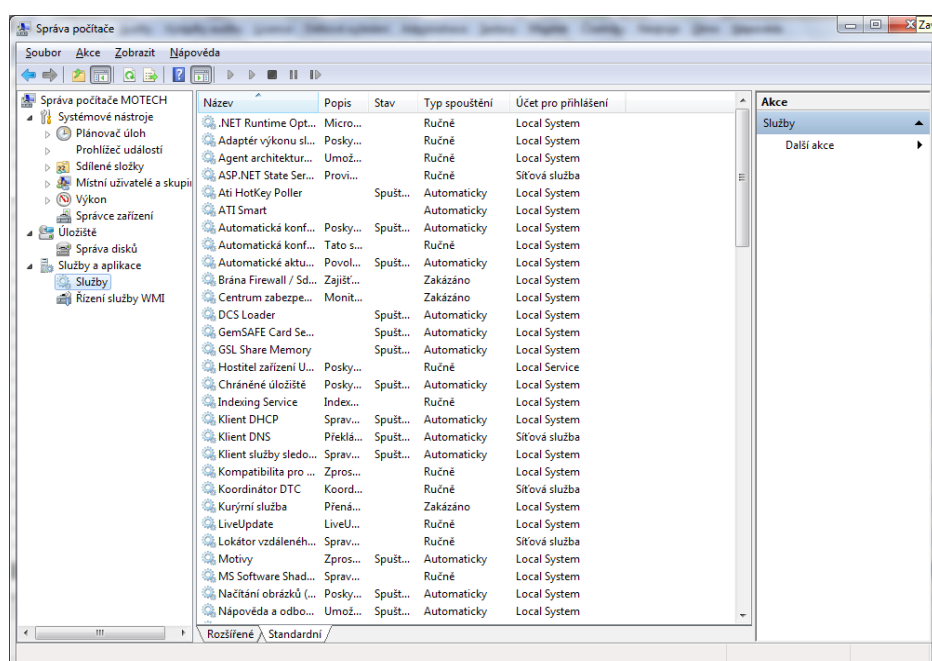 Správa počítače
Za
Soubor Akce Zobrazit Nápověda
Správa počítače MOTECH
Systémové nástroje
Plánovač úloh
Prohlížeč událostí
Sdílené složky
Místní uživatelé a skupi
Výkon
Správce zařízení
Úložiště
Správa disků
Služby a aplikace
Služby
Řízení služby WMI
Název Popis Stav Typ spouštění Účet pro přihlášení
.NET Runtime Opt... Micro... Ručně Local System
Adaptér výkonu sl... Posky... Ručně Local System
Agent architektur... Umož... Ručně Local System
ASP.NET State Ser... Provi... Ručně Síťová služba
Ati HotKey Poller Spušt... Automaticky Local System
ATI Smart Automaticky Local System
Automatická konf... Posky... Spušt... Automaticky Local System
Automatická konf... Tato s... Ručně Local System
Automatické aktu... Povol... Spušt... Automaticky Local System
Brána Firewall / Sd... Zajišť... Zakázáno Local System
Centrum zabezpe... Monit... Zakázáno Local System
DCS Loader Spušt... Automaticky Local System
GemSAFE Card Se... Spušt... Automaticky Local System
GSL Share Memory Spušt... Automaticky Local System
Hostitel zařízení U... Posky... Ručně Local Service
Chráněné úložiště Posky... Spušt... Automaticky Local System
Indexing Service Index... Ručně Local System
Klient DHCP Sprav... Spušt... Automaticky Local System
Klient DNS Překlá... Spušt... Automaticky Síťová služba
Klient služby sledo... Sprav... Spušt... Automaticky Local System
Kompatibilita pro ... Zpros... Ručně Local System
Koordinátor DTC Koord... Ručně Síťová služba
Kurýrní služba Přená... Zakázáno Local System
LiveUpdate LiveU... Ručně Local System
Lokátor vzdálenéh... Sprav... Ručně Síťová služba
Motivy Zpros... Spušt... Automaticky Local System
MS Software Shad... Sprav... Ručně Local System
Načítání obrázků (... Posky... Spušt... Automaticky Local System
Nápověda a odbo... Umož... Spušt... Automaticky Local System
Rozšířené Standardní
Akce
Služby
Další akce